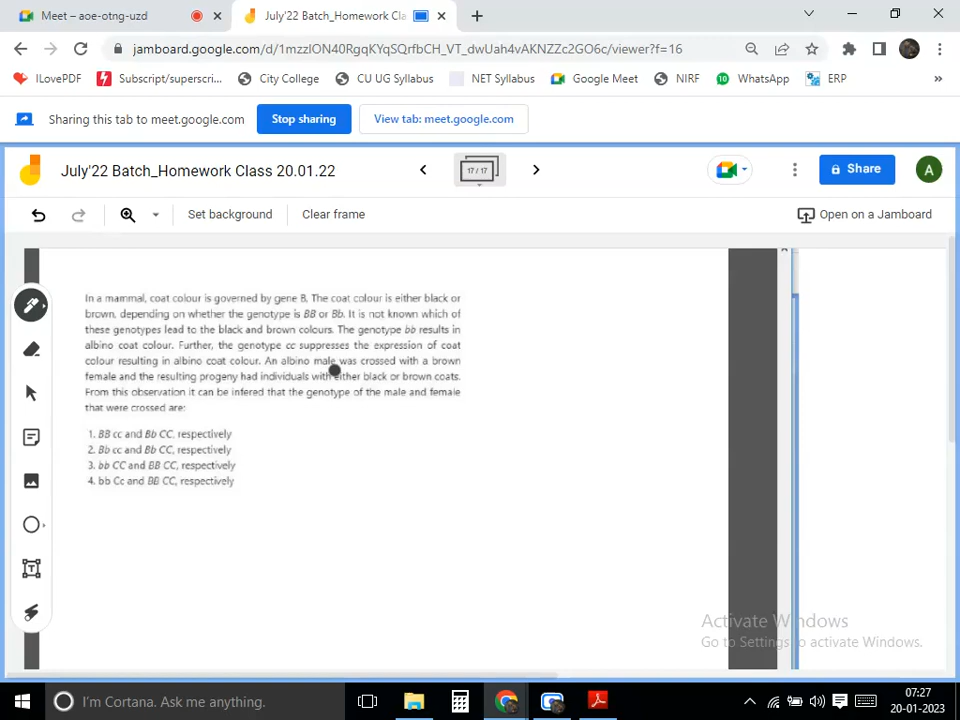 Meet – aoe-otng-uzd
July'22 Batch_Homework Cla
jamboard.google.com/d/1mzzlON40RgqKYqSQrfbCH_VT_dwUah4vAKNZZc2GO6c/viewer?f=16
ILovePDF
Subscript/superscri...
City College
CU UG Syllabus
NET Syllabus
Google Meet
NIRF
10
WhatsApp
ERP
»
Sharing this tab to meet.google.com
Stop sharing
View tab: meet.google.com
July'22 Batch_Homework Class 20.01.22
17 / 17
Share
A
Set background
Clear frame
Open on a Jamboard
In a mammal, coat colour is governed by gene B. The coat colour is either black or
brown, depending on whether the genotype is BB or Bb. It is not known which of
these genotypes lead to the black and brown colours. The genotype bb results in
albino coat colour. Further, the genotype cc suppresses the expression of coat
colour resulting in albino coat colour. An albino male was crossed with a brown
female and the resulting progeny had individuals with either black or brown coats.
From this observation it can be infered that the genotype of the male and female
that were crossed are:
1. BB cc and Bb CC, respectively
2. Bb cc and Bb CC, respectively
3. bb CC and BB CC, respectively
4. bb Cc and BB CC, respectively
Activate Windows
Go to Settings to activate Windows.
I'm Cortana. Ask me anything.
07:27
20-01-2023